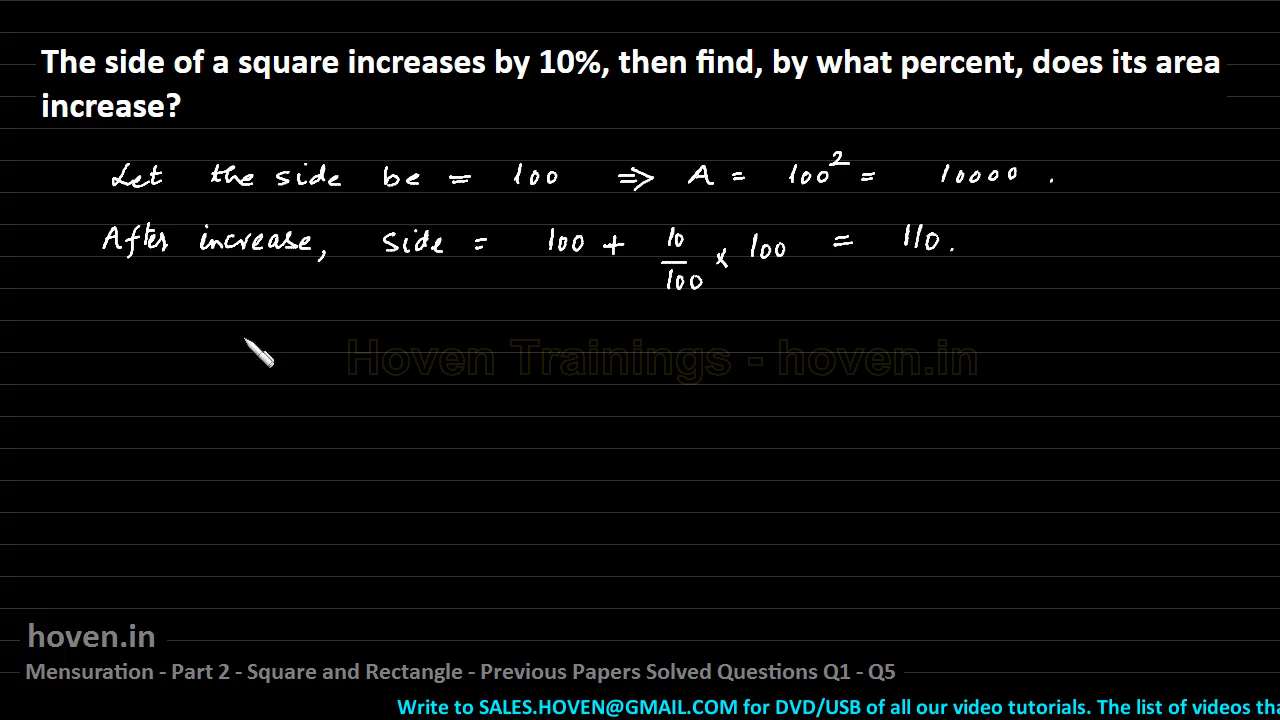 The side of a square increases by 10%, then find, by what percent, does its area
increase?
Let the side be = 100 ⇒ A = 100² = 10000 .
After increase, side = 100 + 10/100 × 100 = 110.
Hoven Trainings - hoven.in
hoven.in
Mensuration - Part 2 - Square and Rectangle - Previous Papers Solved Questions Q1 - Q5
Write to SALES.HOVEN@GMAIL.COM for DVD/USB of all our video tutorials. The list of videos tha